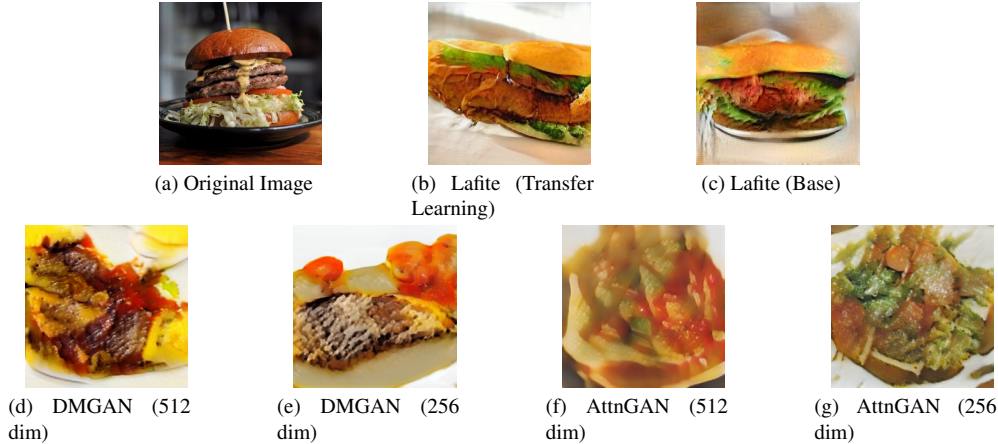 (a) Original Image
(b) Lafite (Transfer
Learning)
(c) Lafite (Base)
(d) DMGAN (512
dim)
(e) DMGAN (256
dim)
(f) AttnGAN (512
dim)
(g) AttnGAN (256
dim)